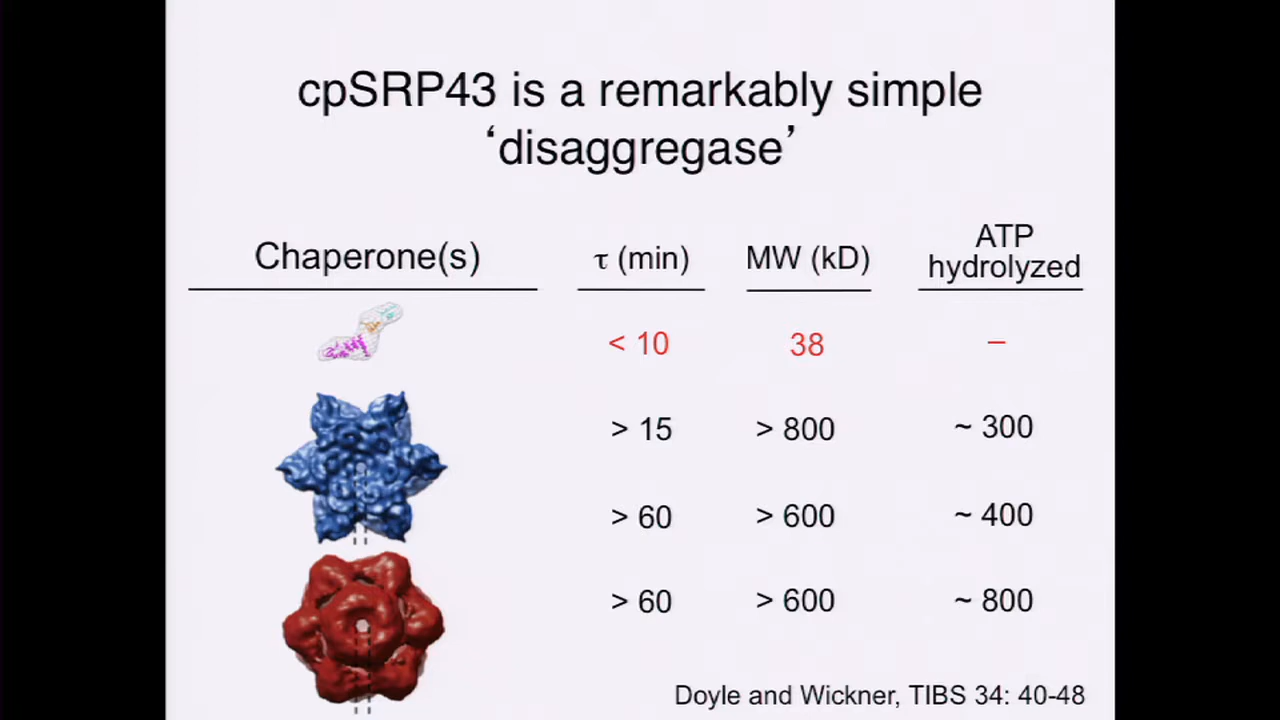 cpSRP43 is a remarkably simple
‘disaggregase’
Chaperone(s) τ (min) MW (kD) ATP hydrolyzed
< 10 38 –
> 15 > 800 ~ 300
> 60 > 600 ~ 400
> 60 > 600 ~ 800
Doyle and Wickner, TIBS 34: 40-48